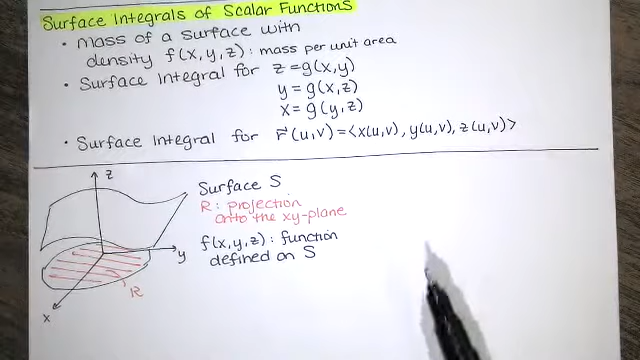 Surface Integrals of Scalar Functions
• mass of a surface with
density f(x,y,z): mass per unit area
• Surface Integral for z=g(x,y)
y=g(x,z)
x=g(y,z)
• Surface Integral for r⃗(u,v)=<x(u,v), y(u,v), z(u,v)>
z
Surface S
R: projection
onto the xy-plane
y
f(x,y,z): function
defined on S
R
x